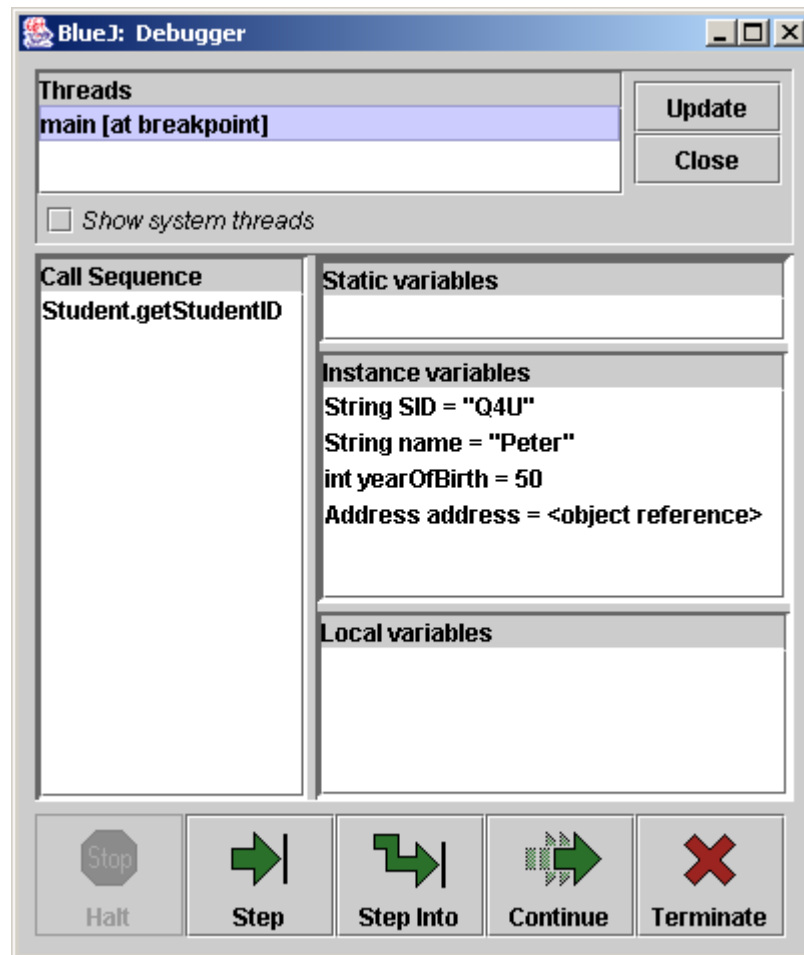 BlueJ: Debugger
Threads
main [at breakpoint]
Update
Close
Show system threads
Call Sequence
Student.getStudentID
Static variables
Instance variables
String SID = "Q4U"
String name = "Peter"
int yearOfBirth = 50
Address address = <object reference>
Local variables
Stop
Halt
Step
Step Into
Continue
Terminate